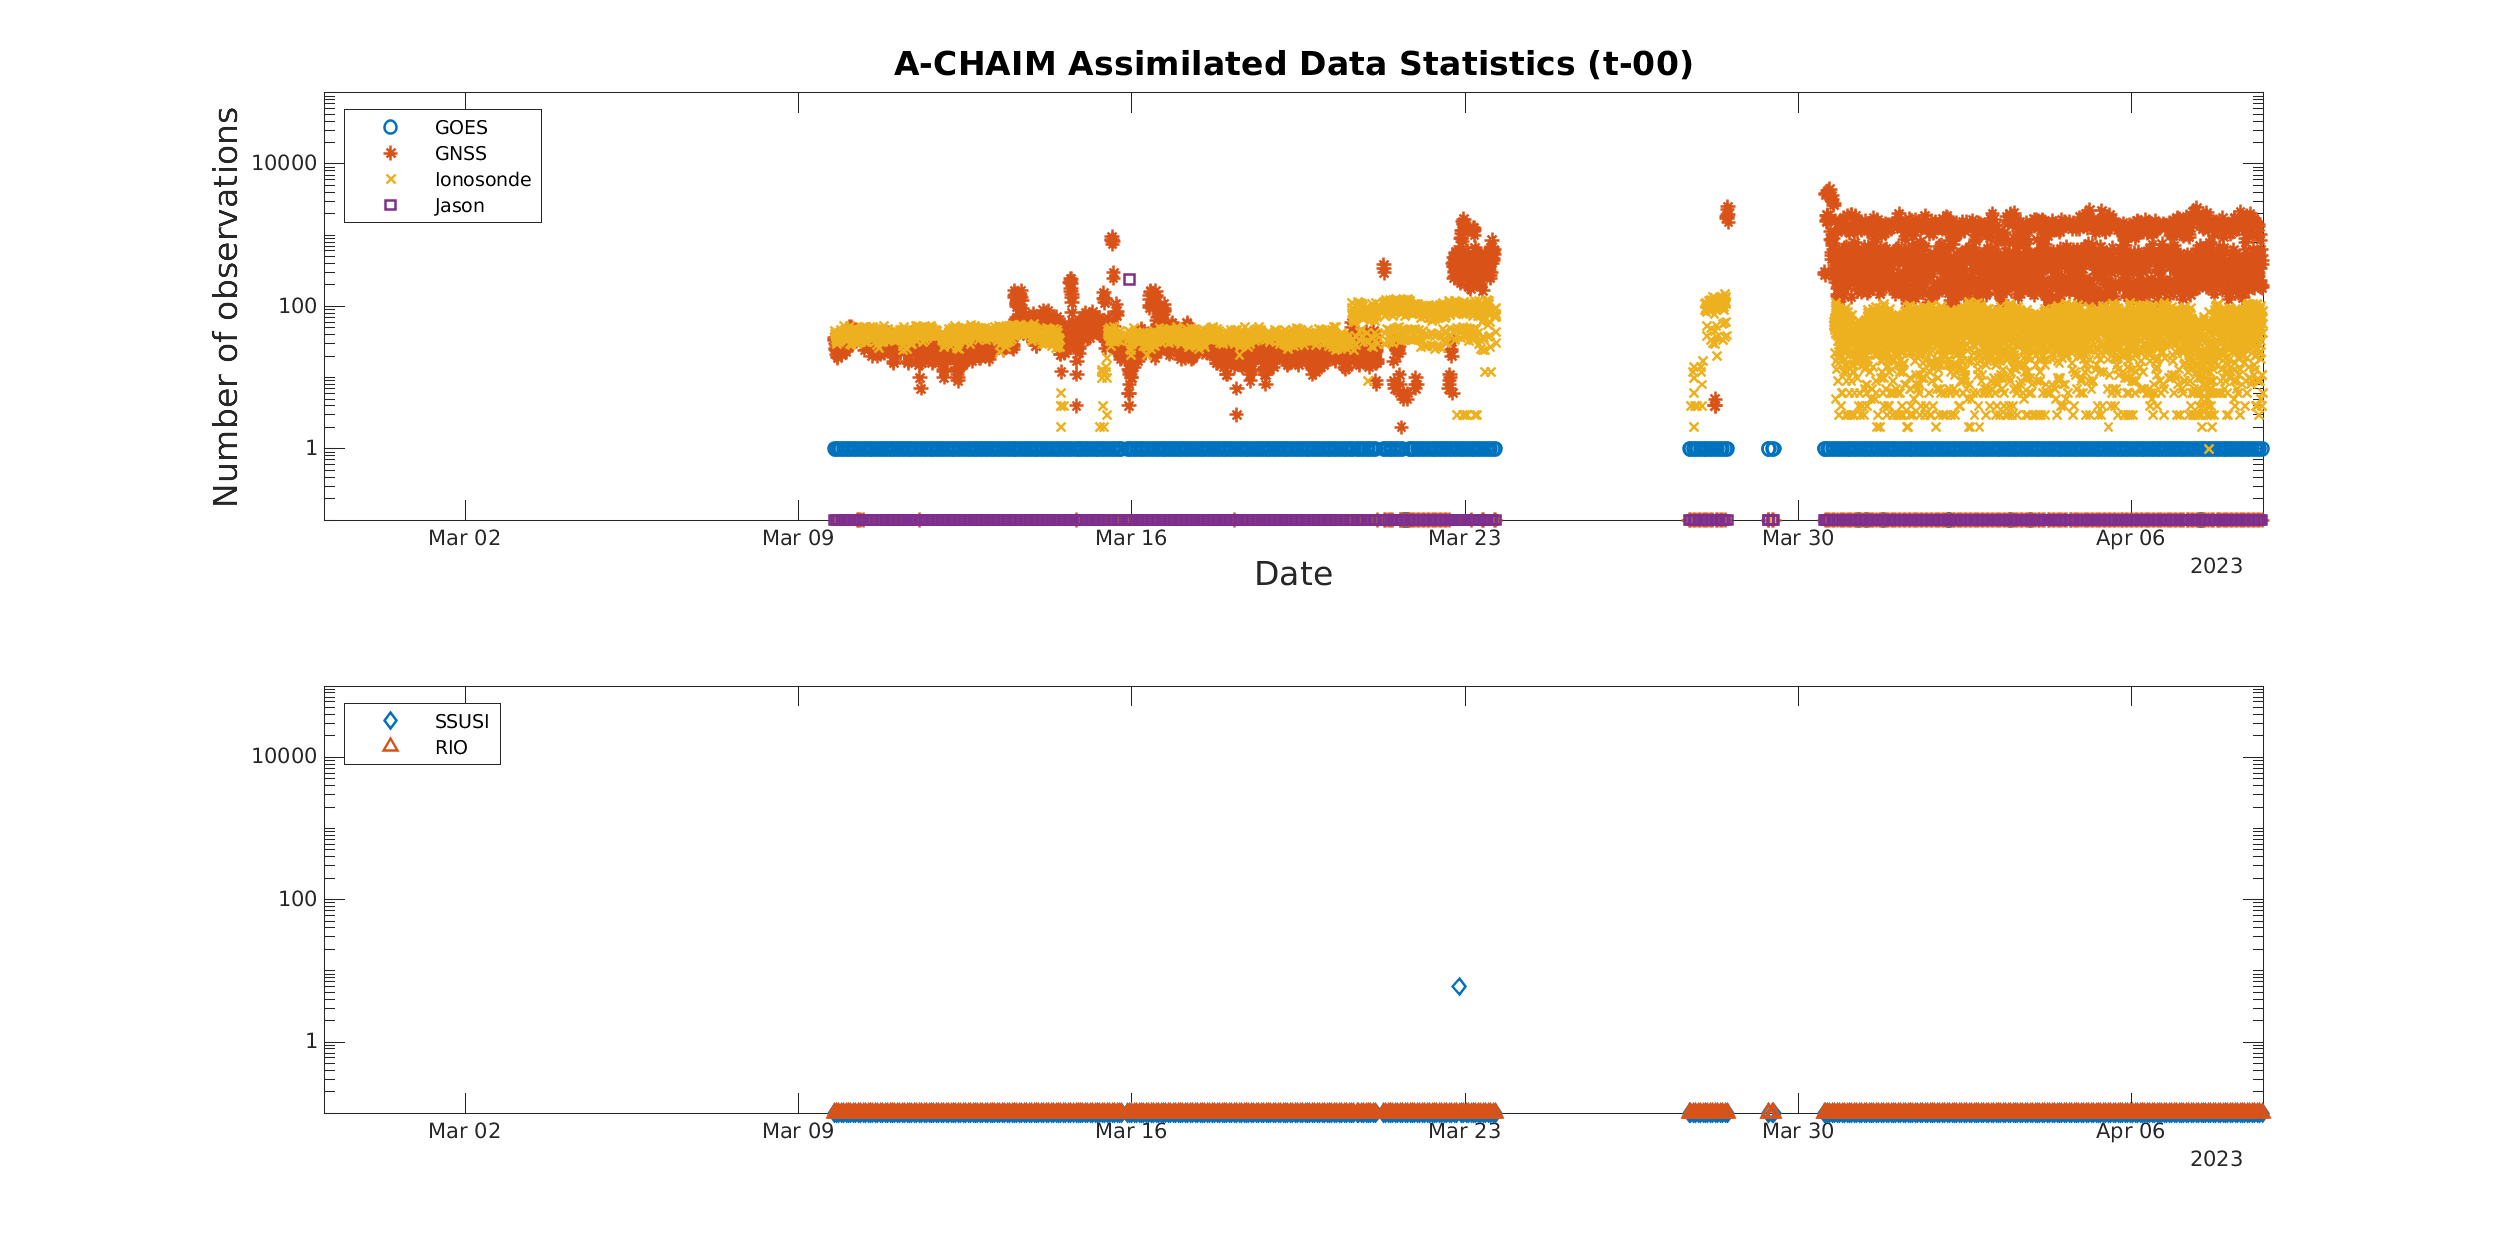 A-CHAIM Assimilated Data Statistics (t-00)
Number of observations
10000
100
1
GOES
GNSS
Ionosonde
Jason
Mar 02
Mar 09
Mar 16
Mar 23
Mar 30
Apr 06
2023
Date
10000
100
1
SSUSI
RIO
Mar 02
Mar 09
Mar 16
Mar 23
Mar 30
Apr 06
2023